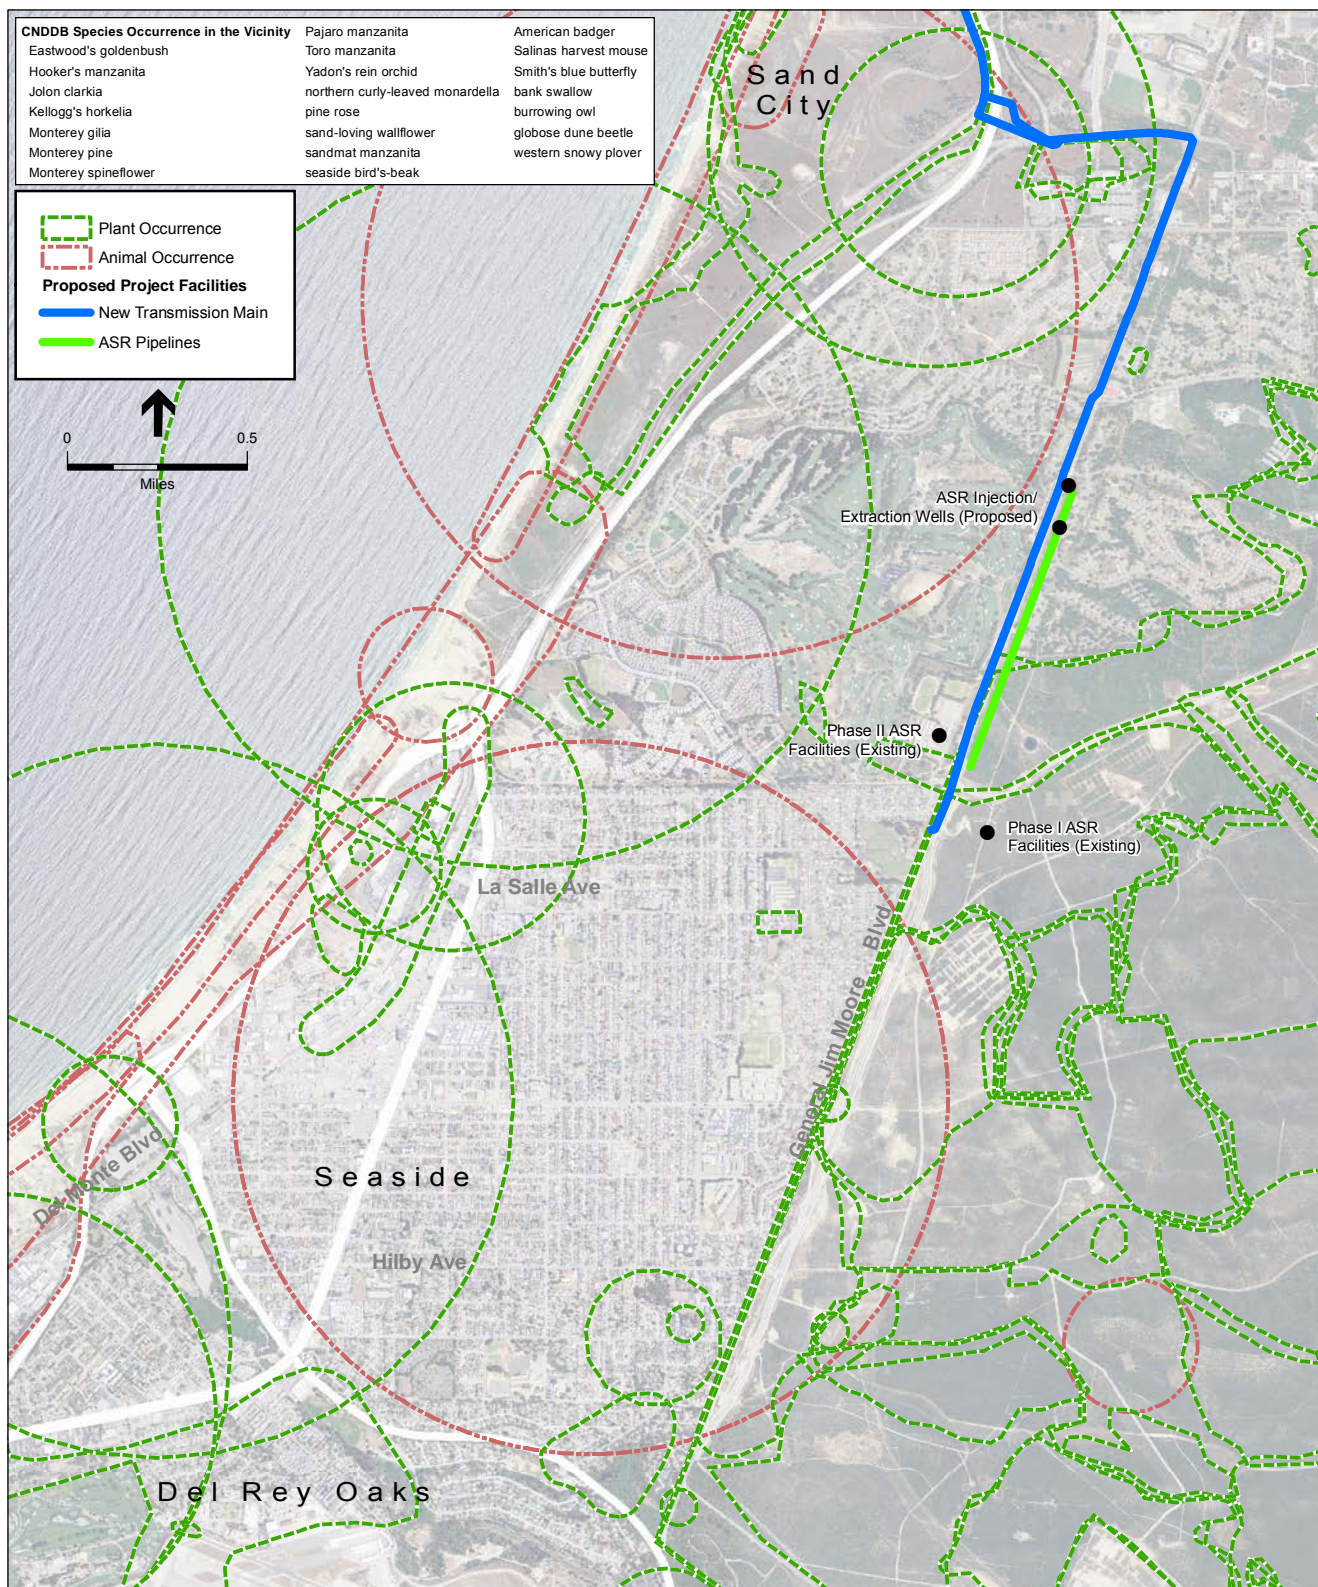 CNDDB Species Occurrence in the Vicinity
Eastwood's goldenbush
Hooker's manzanita
Jolon clarkia
Kellogg's horkelia
Monterey gilia
Monterey pine
Monterey spineflower
Pajaro manzanita
Toro manzanita
Yadon's rein orchid
northern curly-leaved monardella
pine rose
sand-loving wallflower
sandmat manzanita
seaside bird's-beak
American badger
Salinas harvest mouse
Smith's blue butterfly
bank swallow
burrowing owl
globose dune beetle
western snowy plover
Plant Occurrence
Animal Occurrence
Proposed Project Facilities
New Transmission Main
ASR Pipelines
0 0.5
Miles
Sand
City
ASR Injection/
Extraction Wells (Proposed)
Phase II ASR
Facilities (Existing)
Phase I ASR
Facilities (Existing)
La Salle Ave
General Jim Moore Blvd
Del Monte Blvd
Seaside
Hilby Ave
Del Rey Oaks